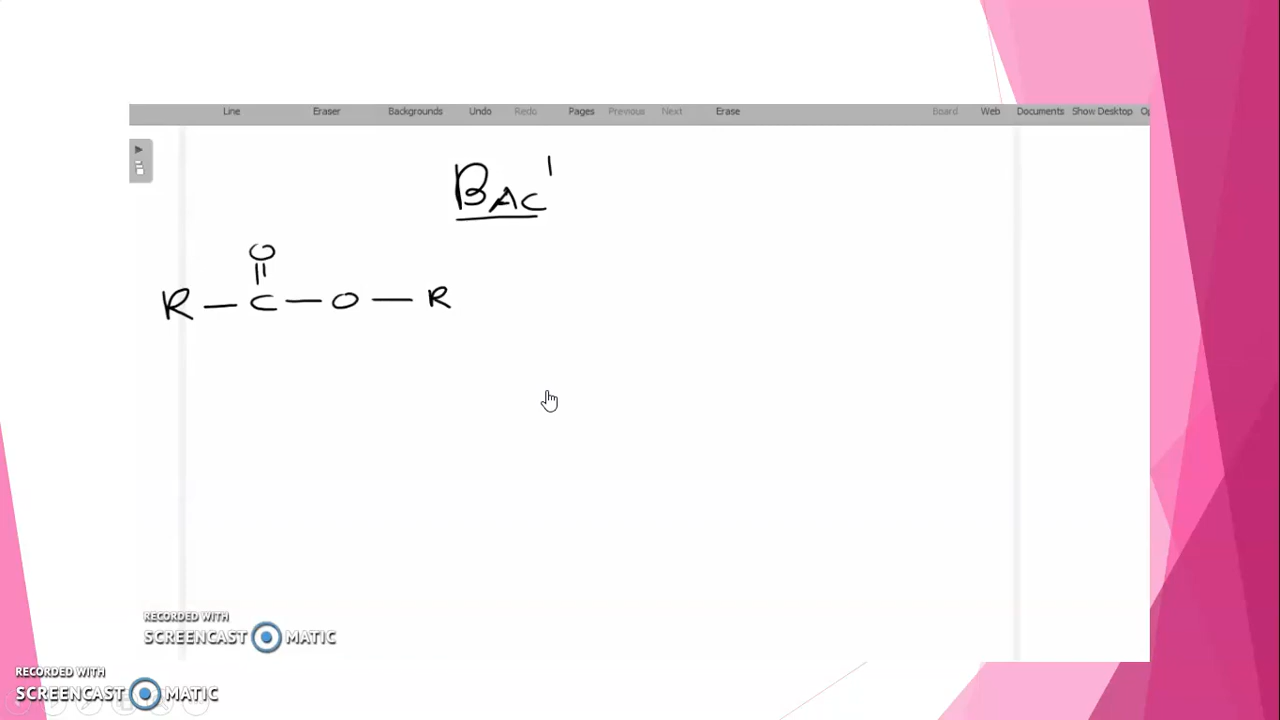 Line Eraser Backgrounds Undo Redo Pages Previous Next Erase Board Web Documents Show Desktop
BAC1
O
||
R — C — O — R
RECORDED WITH
SCREENCAST MATIC
RECORDED WITH
SCREENCAST MATIC